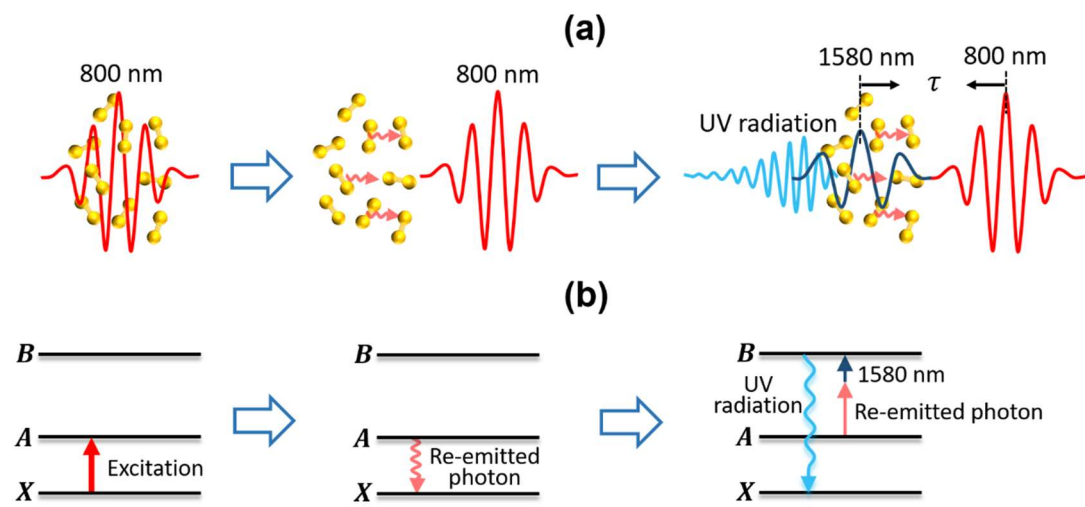 (a)
800 nm
800 nm
1580 nm
τ
800 nm
UV radiation
(b)
B
A
Excitation
X
B
A
Re-emitted
photon
X
B
UV
radiation
1580 nm
Re-emitted photon
A
X